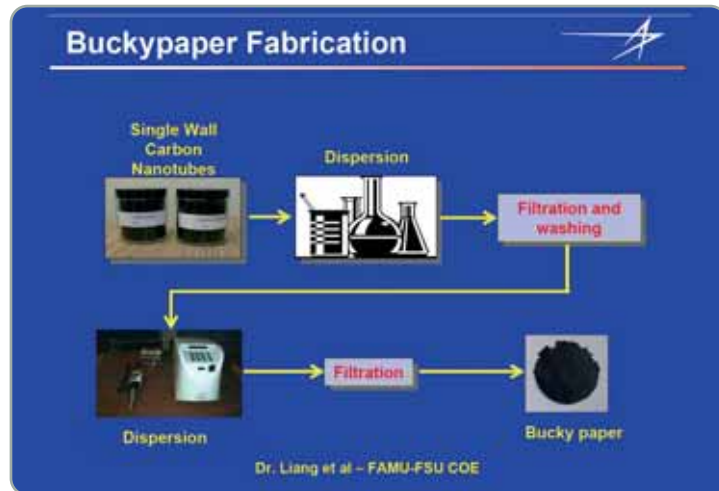 Buckypaper Fabrication
Single Wall
Carbon
Nanotubes
Dispersion
Filtration and
washing
Dispersion
Filtration
Bucky paper
Dr. Liang et al – FAMU-FSU COE